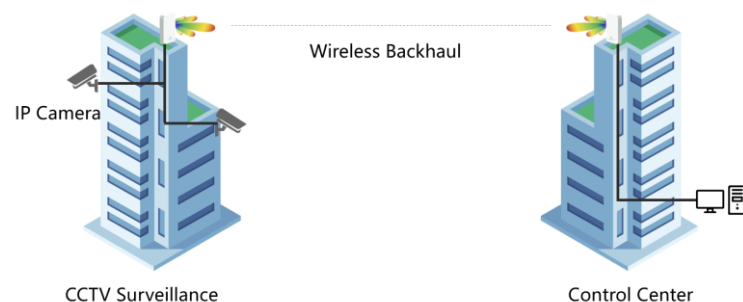 Wireless Backhaul
IP Camera
CCTV Surveillance
Control Center